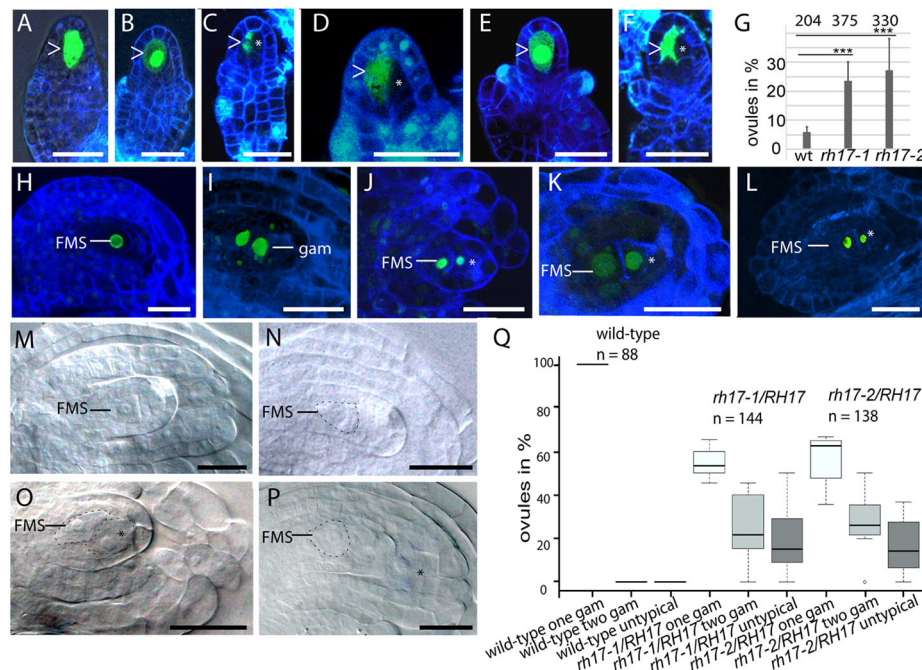 A B C D E F G
> > > * > * > > *
204 375 330
***
***
ovules in %
30
20
10
0
wt rh17-1 rh17-2
H I J K L
FMS
gam
FMS *
FMS *
FMS *
M N
FMS
FMS
O P
FMS *
FMS *
Q
wild-type
n = 88
rh17-1/RH17
n = 144
rh17-2/RH17
n = 138
ovules in %
100
80
60
40
20
0
wild-type one gam
wild-type two gam
wild-type untypical
rh17-1/RH17 one gam
rh17-1/RH17 two gam
rh17-1/RH17 untypical
rh17-2/RH17 one gam
rh17-2/RH17 two gam
rh17-2/RH17 untypical